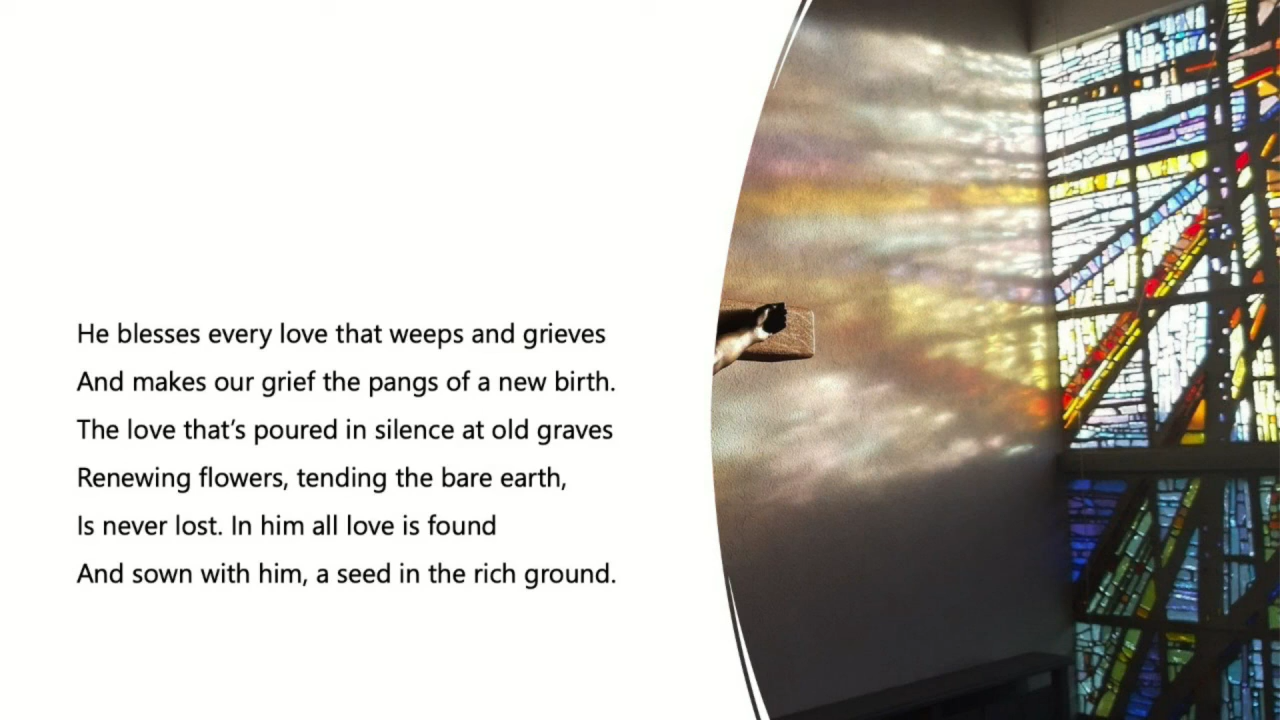 He blesses every love that weeps and grieves
And makes our grief the pangs of a new birth.
The love that’s poured in silence at old graves
Renewing flowers, tending the bare earth,
Is never lost. In him all love is found
And sown with him, a seed in the rich ground.